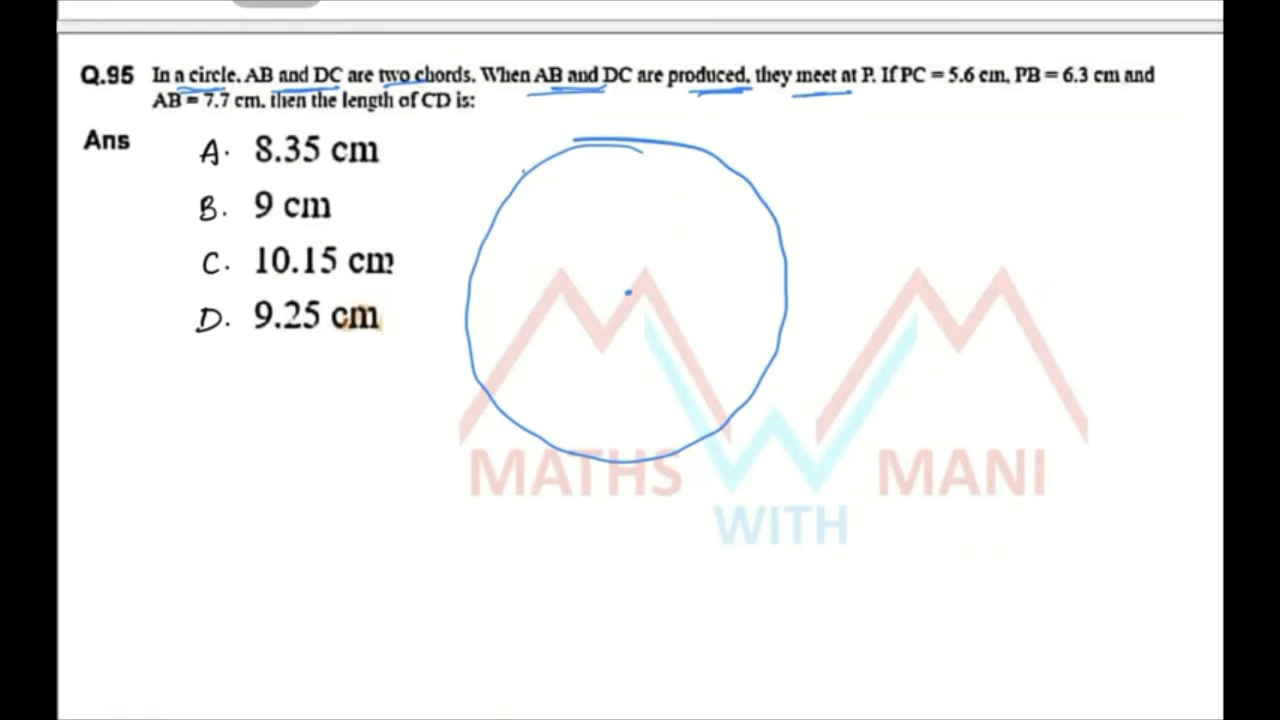 Q.95 In a circle, AB and DC are two chords. When AB and DC are produced, they meet at P. If PC = 5.6 cm, PB = 6.3 cm and
AB = 7.7 cm, then the length of CD is:
Ans
A. 8.35 cm
B. 9 cm
C. 10.15 cm
D. 9.25 cm
MATHS MANI
WITH